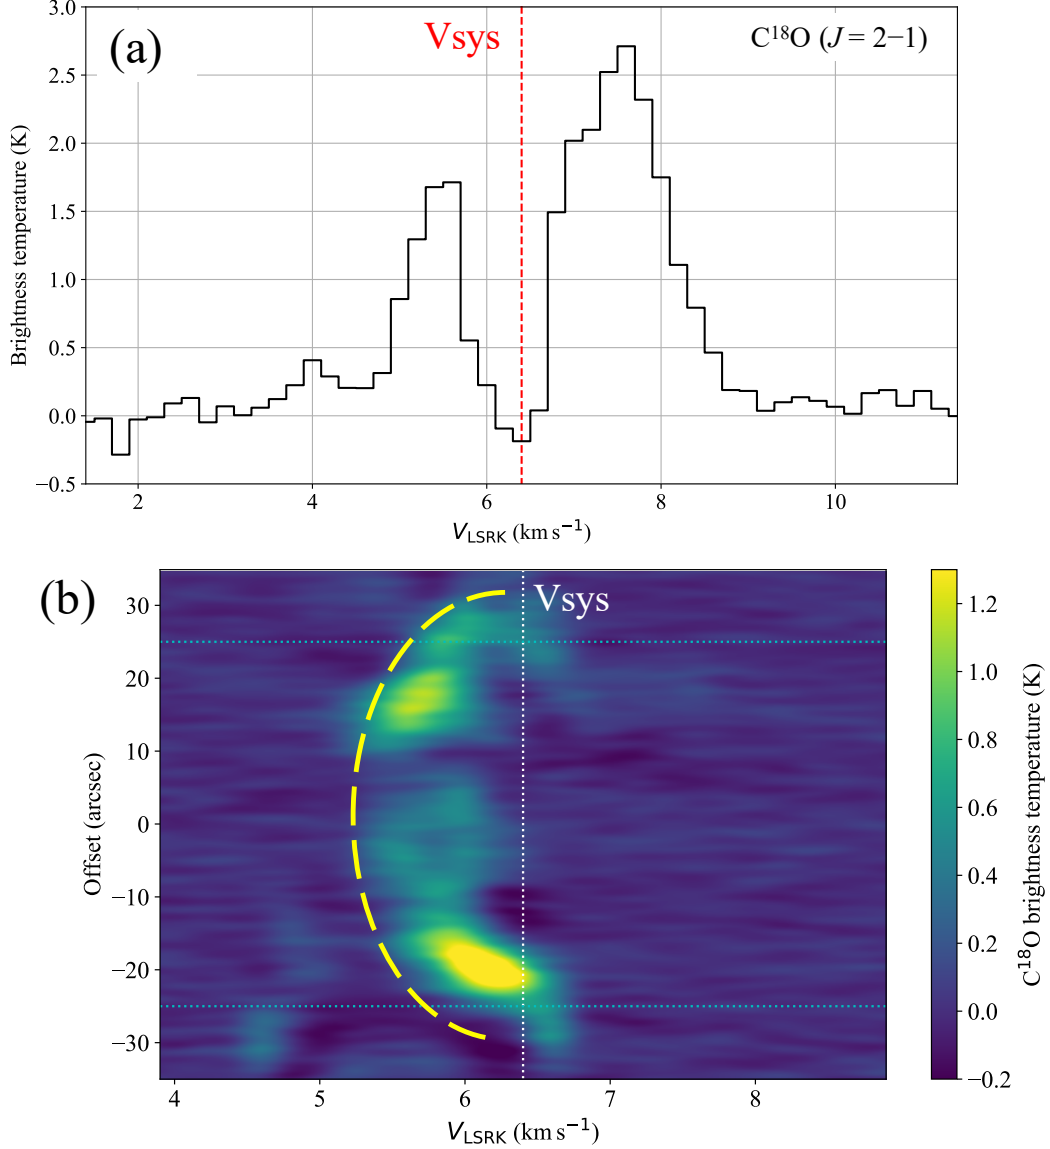 (a)
Vsys
C¹⁸O (J = 2−1)
Brightness temperature (K)
3.0
2.5
2.0
1.5
1.0
0.5
0.0
−0.5
2 4 6 8 10
V_LSRK (km s⁻¹)
(b)
Vsys
Offset (arcsec)
30
20
10
0
−10
−20
−30
4 5 6 7 8
V_LSRK (km s⁻¹)
1.2
1.0
0.8
0.6
0.4
0.2
0.0
−0.2
C¹⁸O brightness temperature (K)